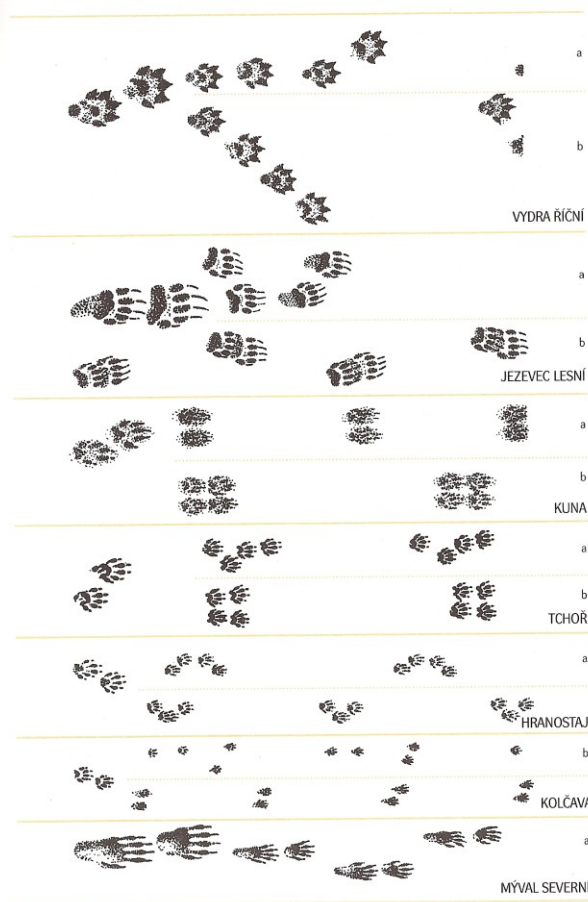 a
b
VYDRA ŘÍČNÍ
a
b
JEZEVEC LESNÍ
a
b
KUNA
a
b
TCHOŘ
a
HRANOSTAJ
b
KOLČAVA
a
MÝVAL SEVERNÍ